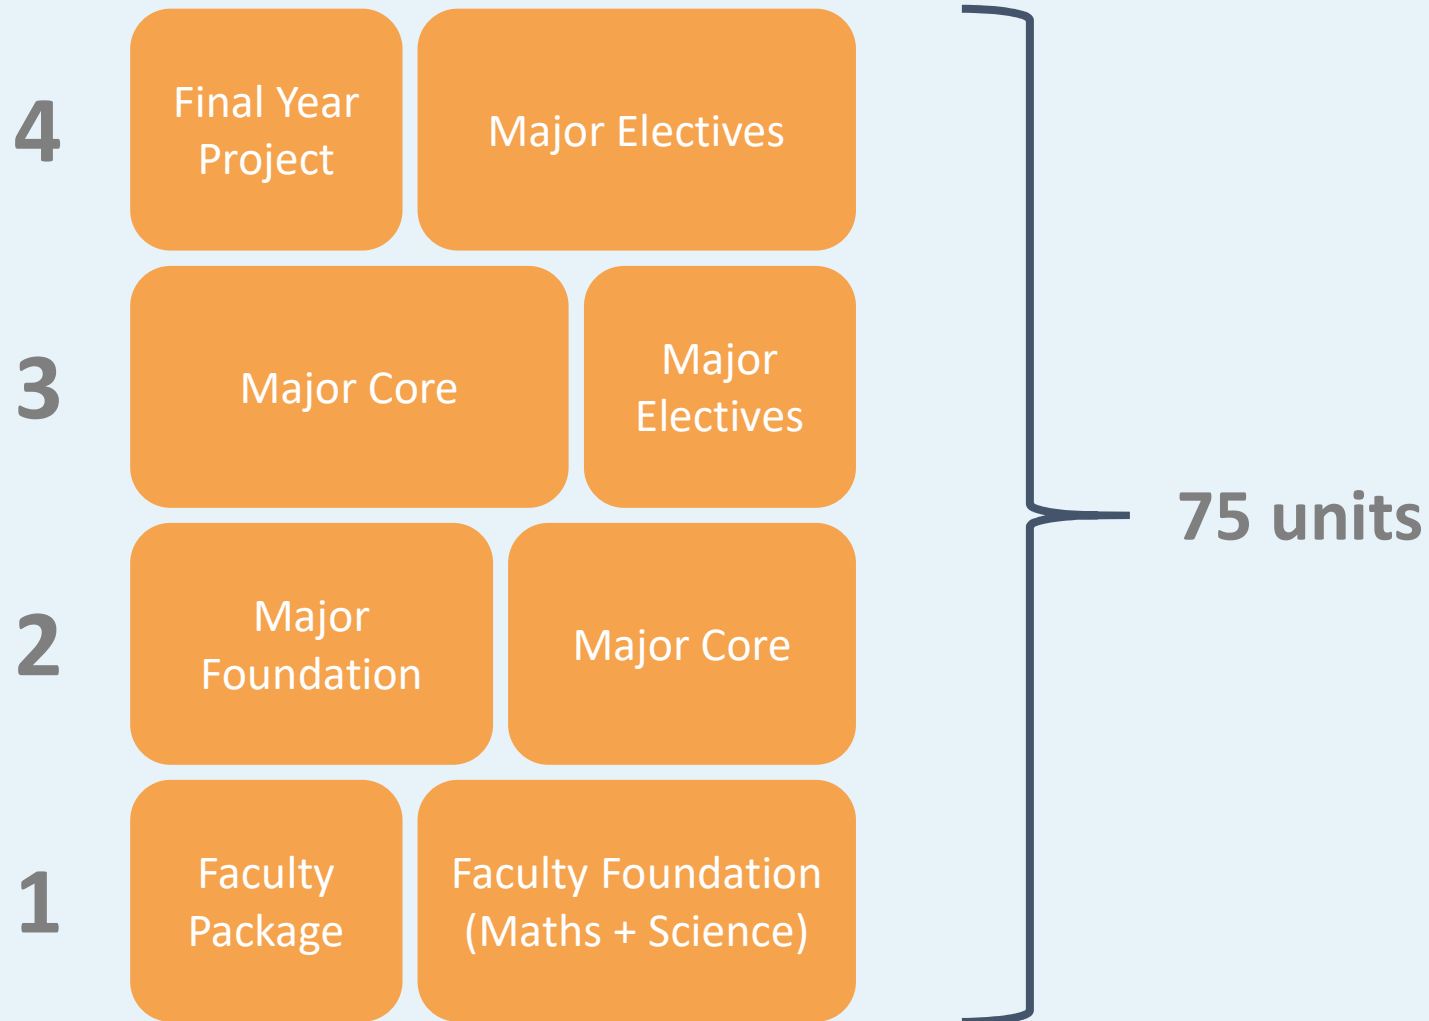 4
Final Year
Project
Major Electives
3
Major Core
Major
Electives
75 units
2
Major
Foundation
Major Core
1
Faculty
Package
Faculty Foundation
(Maths + Science)